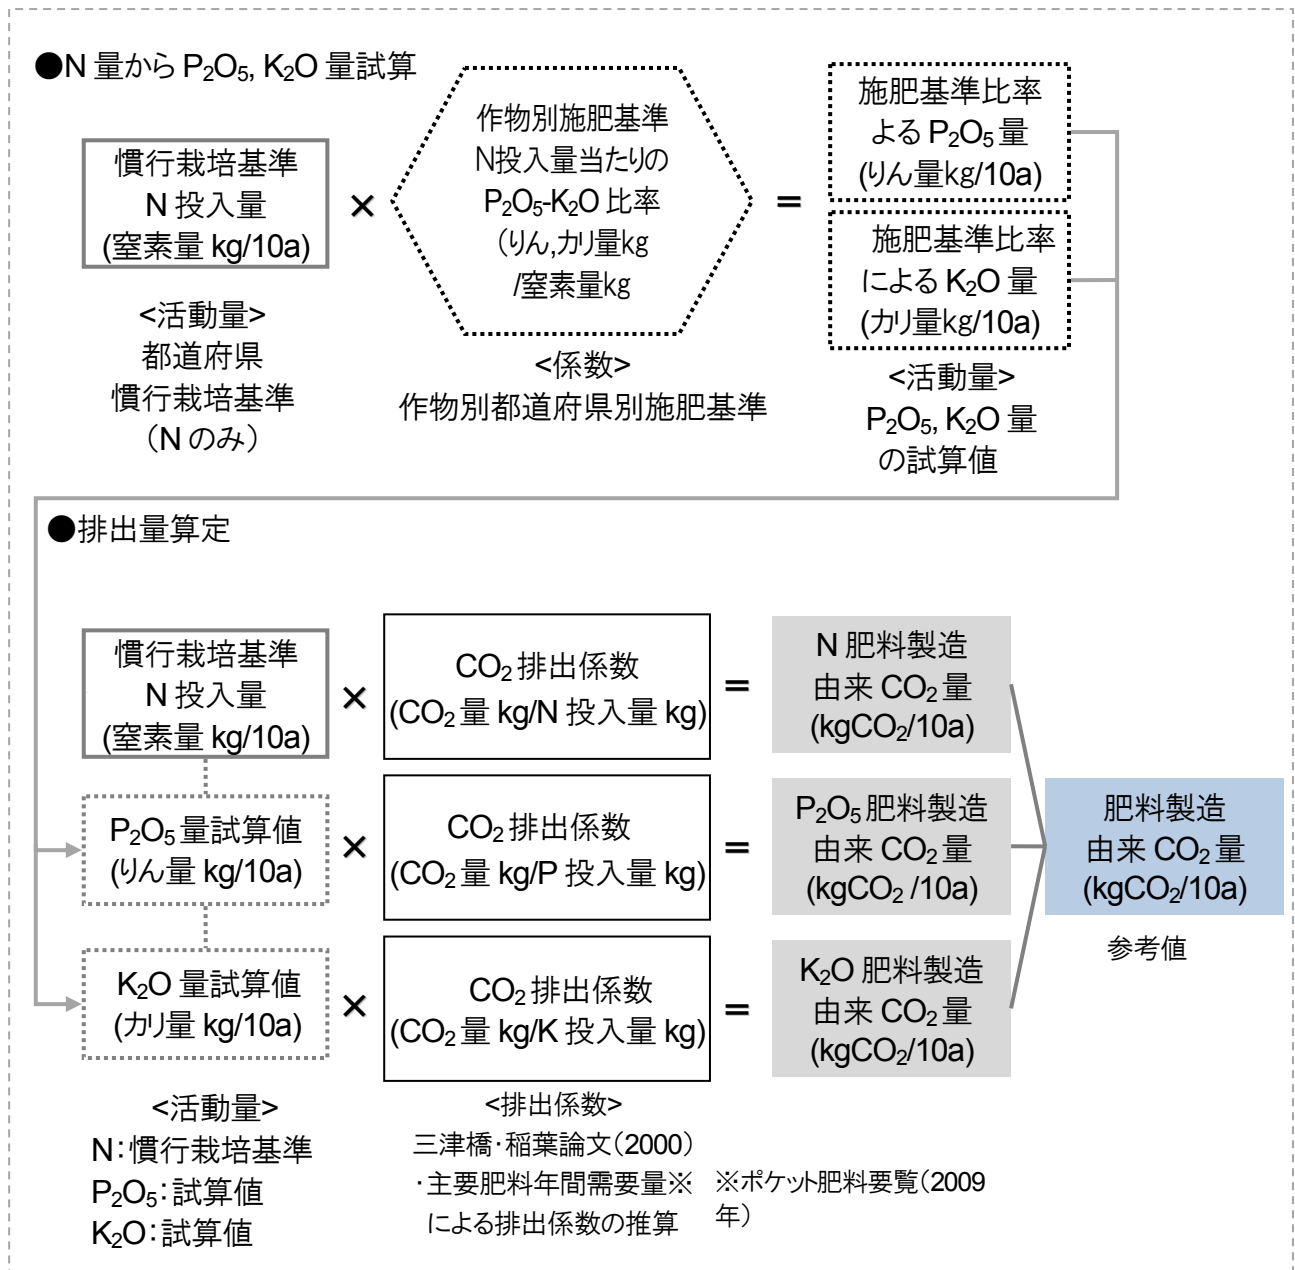 ●N 量から P₂O₅, K₂O 量試算
慣行栽培基準
N 投入量
(窒素量 kg/10a)
×
作物別施肥基準
N投入量当たりの
P₂O₅-K₂O 比率
（りん,カリ量kg
/窒素量kg
＝
施肥基準比率
よる P₂O₅ 量
(りん量kg/10a)
施肥基準比率
による K₂O 量
(カリ量kg/10a)
<活動量>
都道府県
慣行栽培基準
（N のみ）
<係数>
作物別都道府県別施肥基準
<活動量>
P₂O₅, K₂O 量
の試算値
●排出量算定
慣行栽培基準
N 投入量
(窒素量 kg/10a)
×
CO₂ 排出係数
(CO₂ 量 kg/N 投入量 kg)
＝
N 肥料製造
由来 CO₂ 量
(kgCO₂/10a)
P₂O₅ 量試算値
(りん量 kg/10a)
×
CO₂ 排出係数
(CO₂ 量 kg/P 投入量 kg)
＝
P₂O₅ 肥料製造
由来 CO₂ 量
(kgCO₂ /10a)
肥料製造
由来 CO₂ 量
(kgCO₂/10a)
参考値
K₂O 量試算値
(カリ量 kg/10a)
×
CO₂ 排出係数
(CO₂ 量 kg/K 投入量 kg)
＝
K₂O 肥料製造
由来 CO₂ 量
(kgCO₂/10a)
<活動量>
N：慣行栽培基準
P₂O₅：試算値
K₂O：試算値
<排出係数>
三津橋・稲葉論文（2000）
・主要肥料年間需要量※
による排出係数の推算
※ポケット肥料要覧（2009
年）